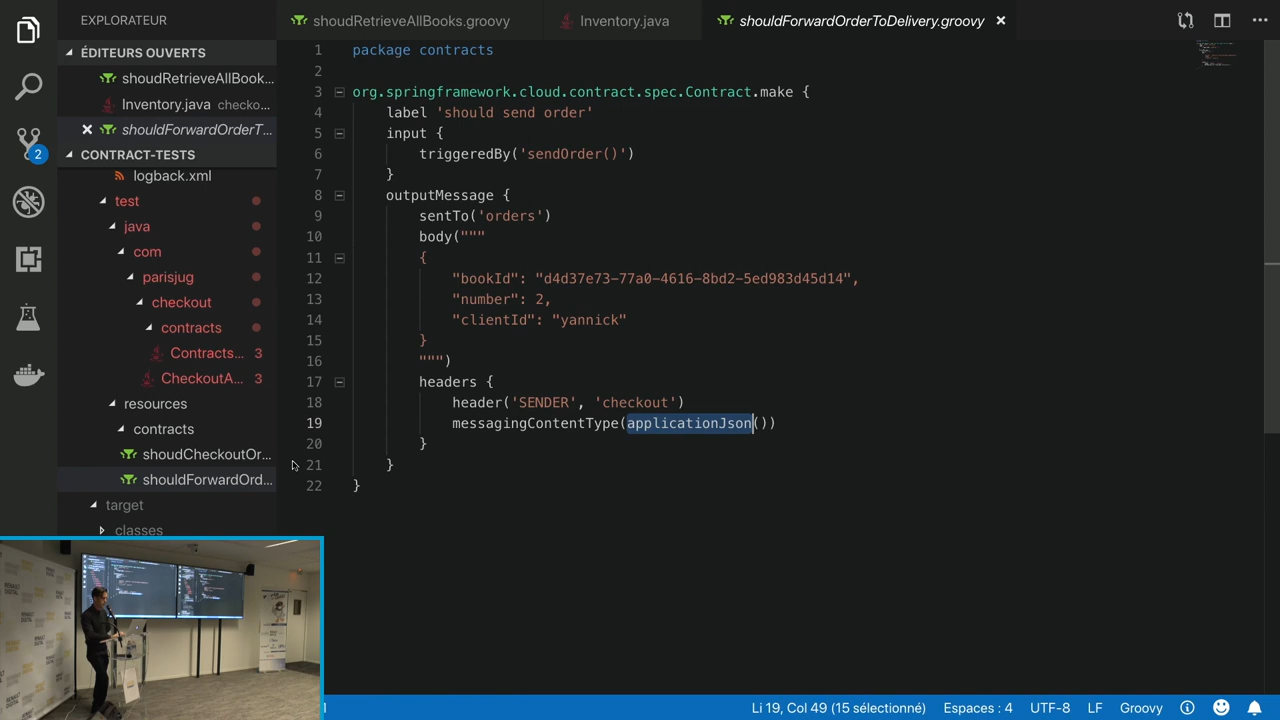 EXPLORATEUR
ÉDITEURS OUVERTS
shoudRetrieveAllBook...
Inventory.java checko...
shouldForwardOrderT...
CONTRACT-TESTS
logback.xml
test
java
com
parisjug
checkout
contracts
Contracts... 3
CheckoutA... 3
resources
contracts
shoudCheckoutOr...
shouldForwardOrd...
target
classes
2
shoudRetrieveAllBooks.groovy
Inventory.java
shouldForwardOrderToDelivery.groovy
1 package contracts
2
3 org.springframework.cloud.contract.spec.Contract.make {
4 label 'should send order'
5 input {
6 triggeredBy('sendOrder()')
7 }
8 outputMessage {
9 sentTo('orders')
10 body("""
11 {
12 "bookId": "d4d37e73-77a0-4616-8bd2-5ed983d45d14",
13 "number": 2,
14 "clientId": "yannick"
15 }
16 """)
17 headers {
18 header('SENDER', 'checkout')
19 messagingContentType(applicationJson())
20 }
21 }
22 }
Li 19, Col 49 (15 sélectionné) Espaces : 4 UTF-8 LF Groovy